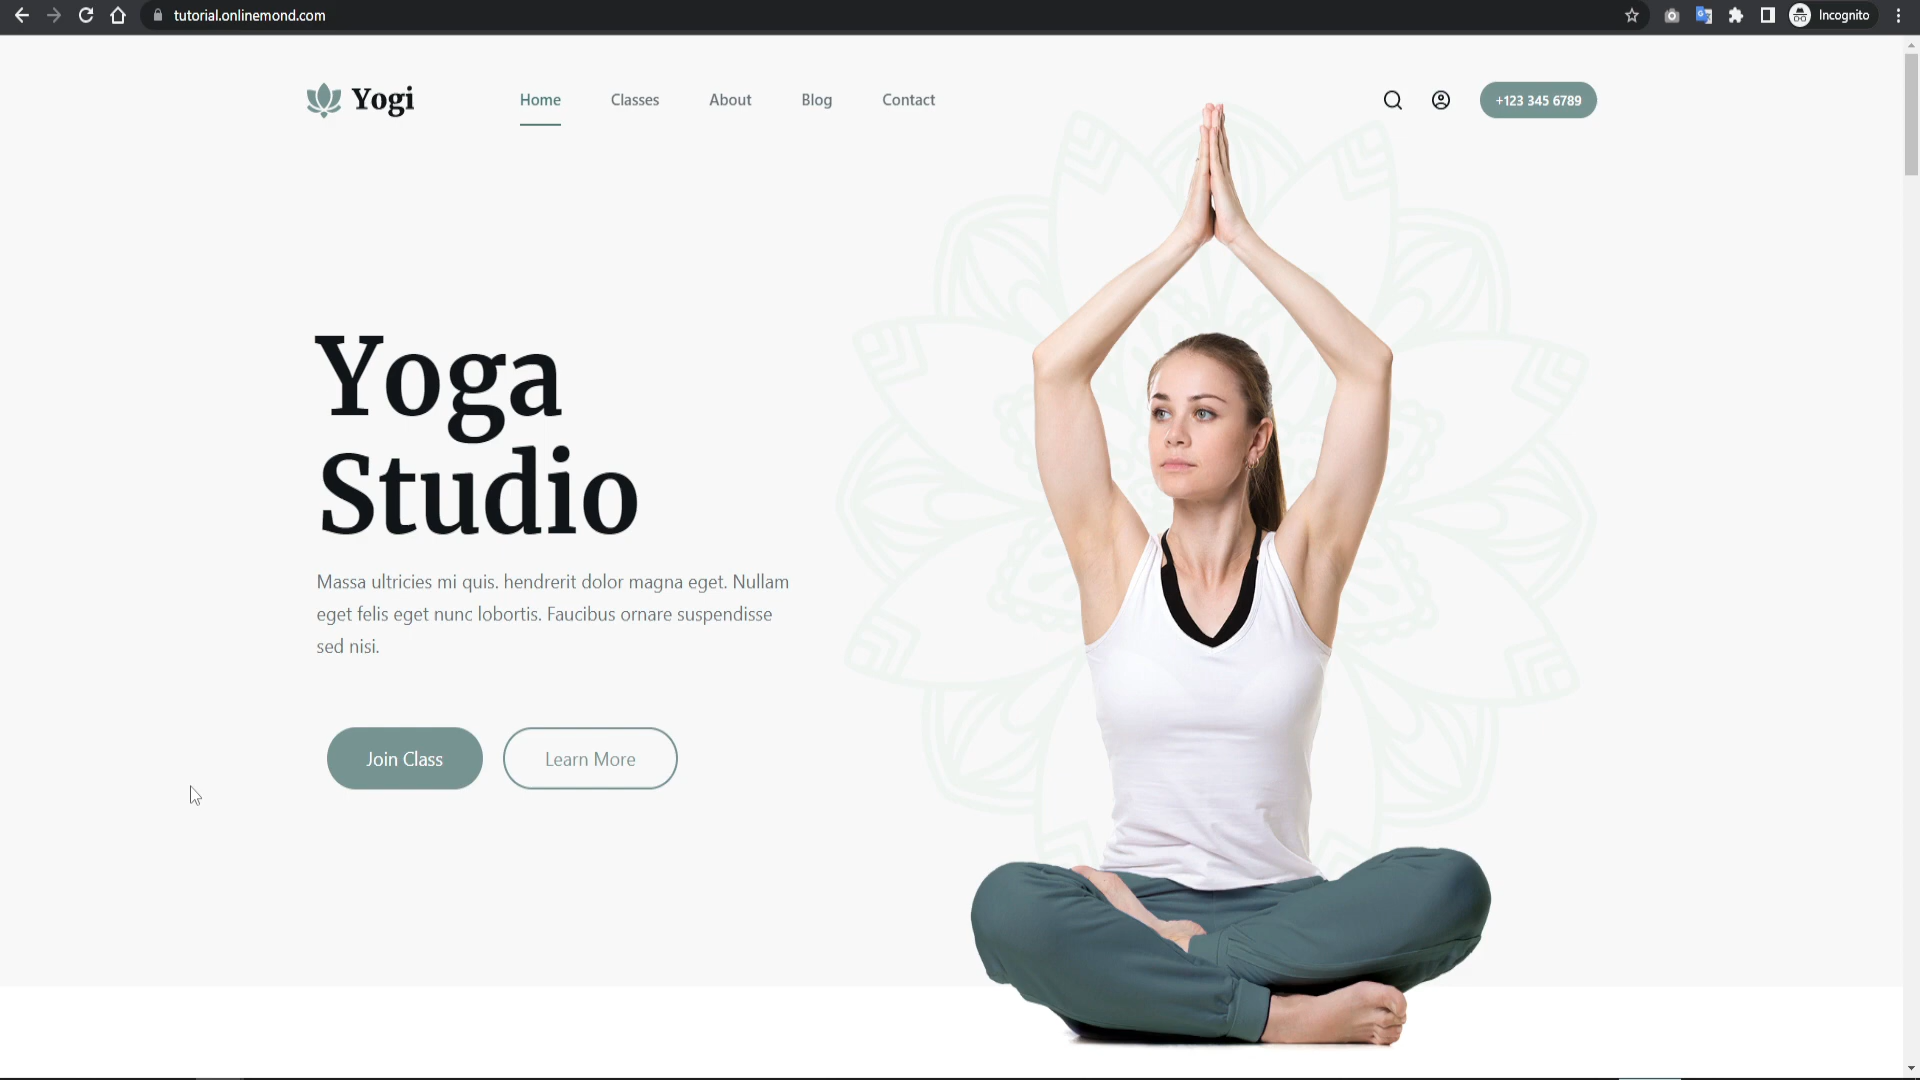 tutorial.onlinemond.com
Incognito
Yogi
Home
Classes
About
Blog
Contact
+123 345 6789
Yoga
Studio
Massa ultricies mi quis. hendrerit dolor magna eget. Nullam
eget felis eget nunc lobortis. Faucibus ornare suspendisse
sed nisi.
Join Class
Learn More